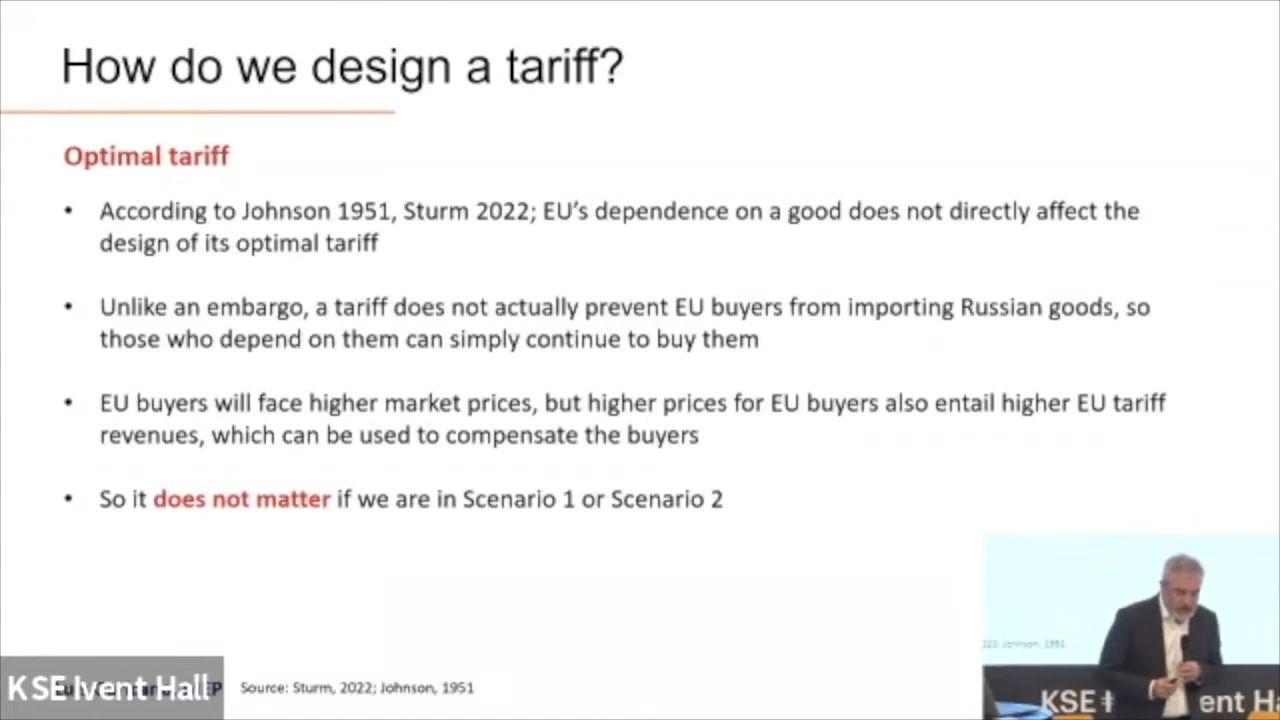 How do we design a tariff?
Optimal tariff
• According to Johnson 1951, Sturm 2022; EU's dependence on a good does not directly affect the
design of its optimal tariff
• Unlike an embargo, a tariff does not actually prevent EU buyers from importing Russian goods, so
those who depend on them can simply continue to buy them
• EU buyers will face higher market prices, but higher prices for EU buyers also entail higher EU tariff
revenues, which can be used to compensate the buyers
• So it does not matter if we are in Scenario 1 or Scenario 2
Source: Sturm, 2022; Johnson, 1951
KSE Ivent Hall
Johnson, 1951
KSE
ent Ha